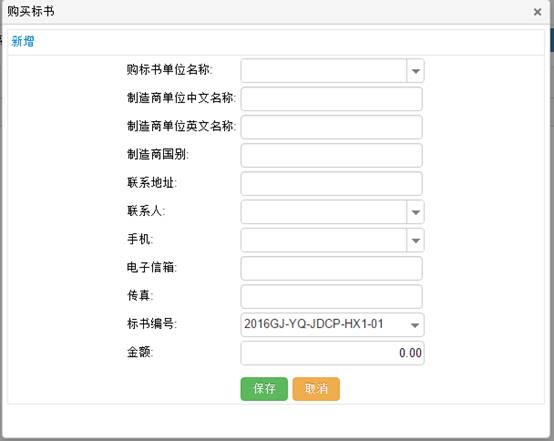 购买标书
新增
购标书单位名称:
制造商单位中文名称:
制造商单位英文名称:
制造商国别:
联系地址:
联系人:
手机:
电子信箱:
传真:
标书编号: 2016GJ-YQ-JDCP-HX1-01
金额: 0.00
保存 取消